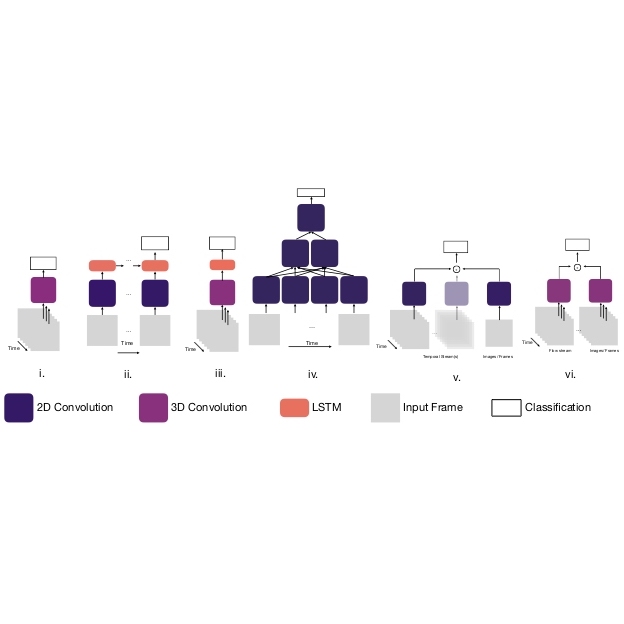 ...
...
...
...
...
Time
Time
Time
Time
Time
Time
Temporal Stream(s)
Images / Frames
Flow stream
Images / Frames
i.
ii.
iii.
iv.
v.
vi.
2D Convolution
3D Convolution
LSTM
Input Frame
Classification